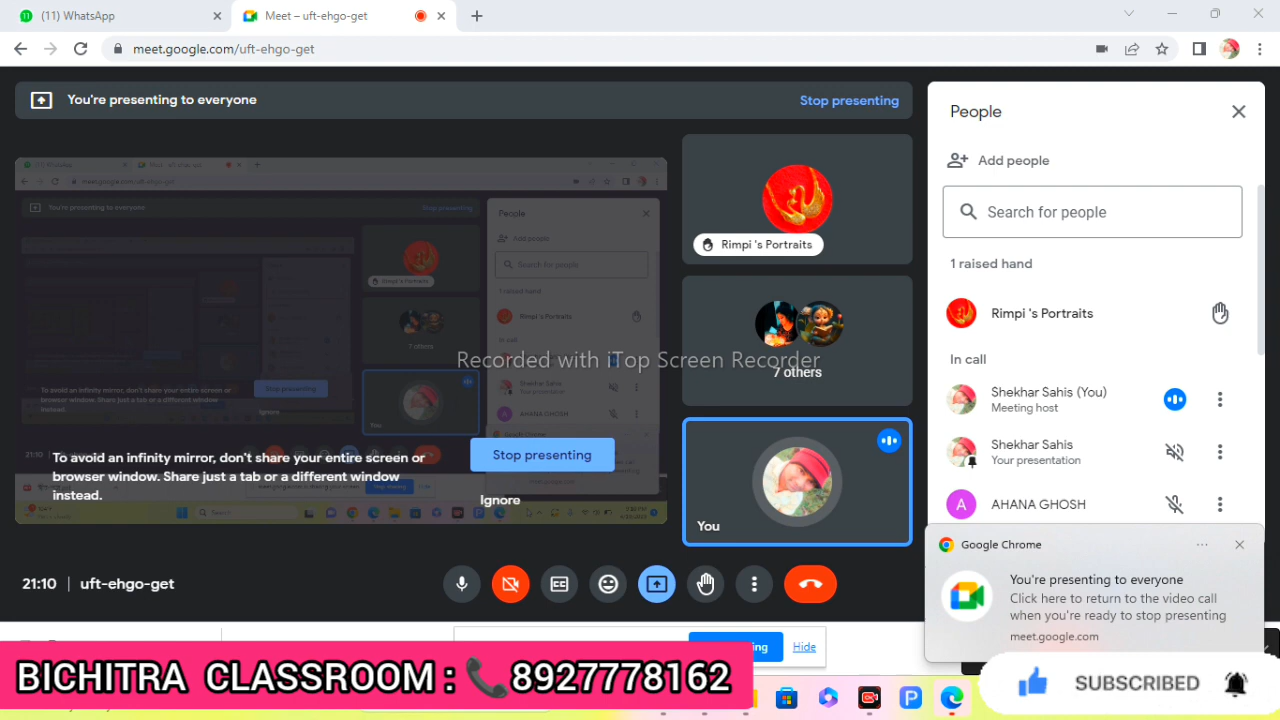 (11) WhatsApp
Meet – uft-ehgo-get
meet.google.com/uft-ehgo-get
You're presenting to everyone
Stop presenting
People
Add people
Search for people
1 raised hand
Rimpi 's Portraits
In call
Shekhar Sahis (You)
Meeting host
Shekhar Sahis
Your presentation
A AHANA GHOSH
Rimpi 's Portraits
7 others
You
Recorded with iTop Screen Recorder
To avoid an infinity mirror, don't share your entire screen or
browser window. Share just a tab or a different window
instead.
Stop presenting
Ignore
21:10 | uft-ehgo-get
Google Chrome
You're presenting to everyone
Click here to return to the video call
when you're ready to stop presenting
meet.google.com
Hide
BICHITRA CLASSROOM : 📞8927778162
SUBSCRIBED